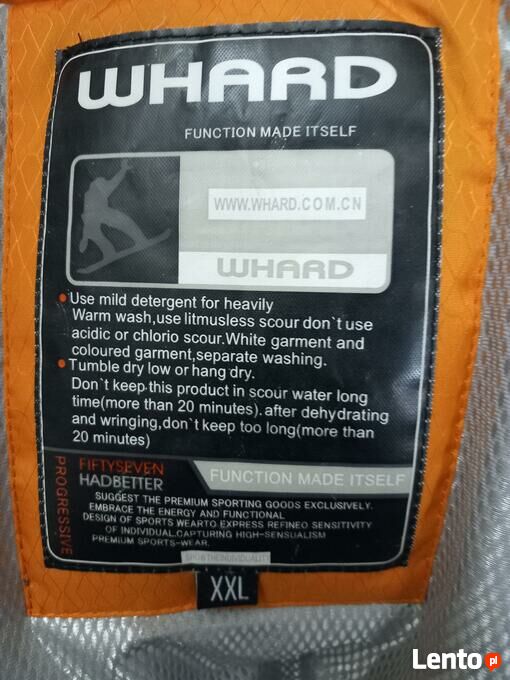 WHARD
FUNCTION MADE ITSELF
WWW.WHARD.COM.CN
WHARD
Use mild detergent for heavily
Warm wash,use litmusless scour don`t use
acidic or chlorio scour.White garment and
coloured garment,separate washing.
Tumble dry low or hang dry.
Don`t keep this product in scour water long
time(more than 20 minutes).after dehydrating
and wringing,don`t keep too long(more than
20 minutes)
PROGRESSIVE
FIFTYSEVEN
HADBETTER
FUNCTION MADE ITSELF
SUGGEST THE PREMIUM SPORTING GOODS EXCLUSIVELY.
EMBRACE THE ENERGY AND FUNCTIONAL
DESIGN OF SPORTS WEARTO EXPRESS REFINEO SENSITIVITY
OF INDIVIDUAL.CAPTURING HIGH-SENSUALISM
PREMIUM SPORTS-WEAR.
SPORTHEINDIVIDUALITY
XXL
Lento.pl